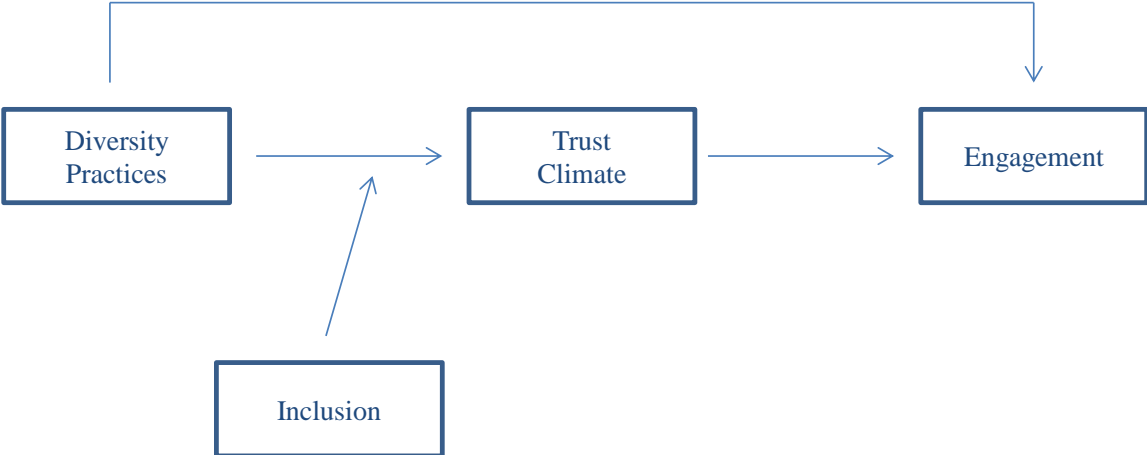 Diversity
Practices
Trust
Climate
Engagement
Inclusion